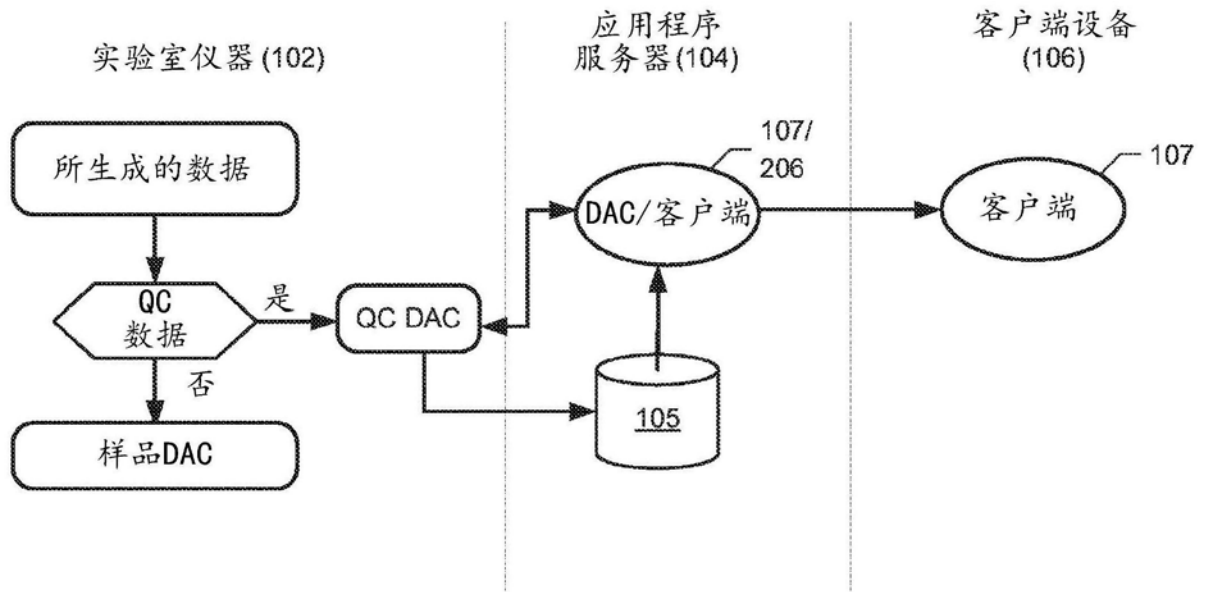 实验室仪器(102)
应用程序
服务器(104)
客户端设备
(106)
所生成的数据
QC
数据
是
否
样品DAC
QC DAC
107/
206
DAC/客户端
105
107
客户端